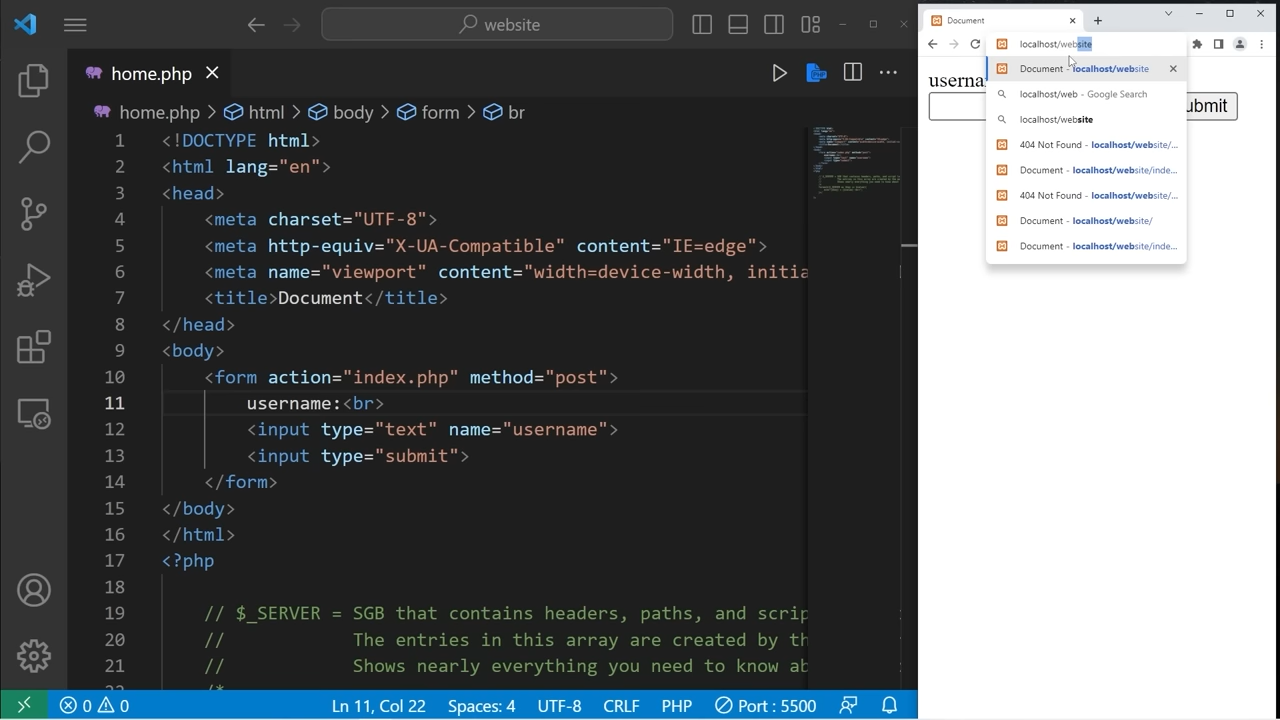 website
home.php
home.php > html > body > form > br
1 <!DOCTYPE html>
2 <html lang="en">
3 <head>
4 <meta charset="UTF-8">
5 <meta http-equiv="X-UA-Compatible" content="IE=edge">
6 <meta name="viewport" content="width=device-width, initia
7 <title>Document</title>
8 </head>
9 <body>
10 <form action="index.php" method="post">
11 username:<br>
12 <input type="text" name="username">
13 <input type="submit">
14 </form>
15 </body>
16 </html>
17 <?php
18
19 // $_SERVER = SGB that contains headers, paths, and scrip
20 // The entries in this array are created by th
21 // Shows nearly everything you need to know ab
0 0 Ln 11, Col 22 Spaces: 4 UTF-8 CRLF PHP Port : 5500
Document
localhost/website
Document - localhost/website
localhost/web - Google Search
localhost/website
404 Not Found - localhost/website/...
Document - localhost/website/inde...
404 Not Found - localhost/website/...
Document - localhost/website/
Document - localhost/website/inde...
userna
ubmit